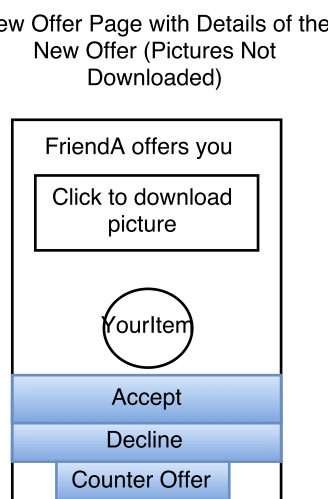 ew Offer Page with Details of the
New Offer (Pictures Not
Downloaded)
FriendA offers you
Click to download
picture
YourItem
Accept
Decline
Counter Offer